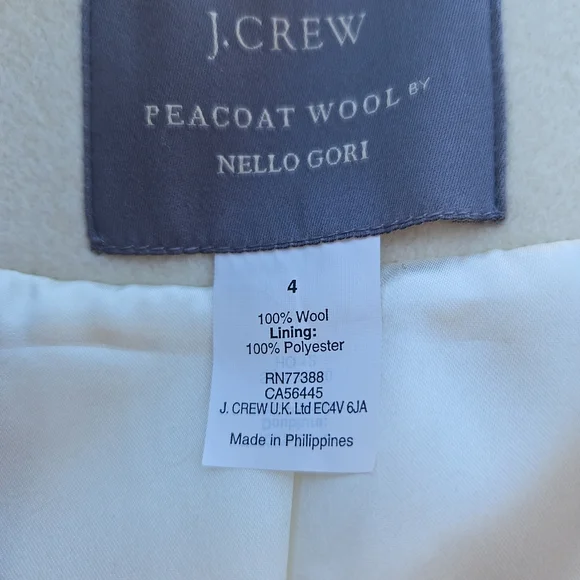 J.CREW
PEACOAT WOOL BY
NELLO GORI
4
100% Wool
Lining:
100% Polyester
RN77388
CA56445
J. CREW U.K. Ltd EC4V 6JA
Made in Philippines